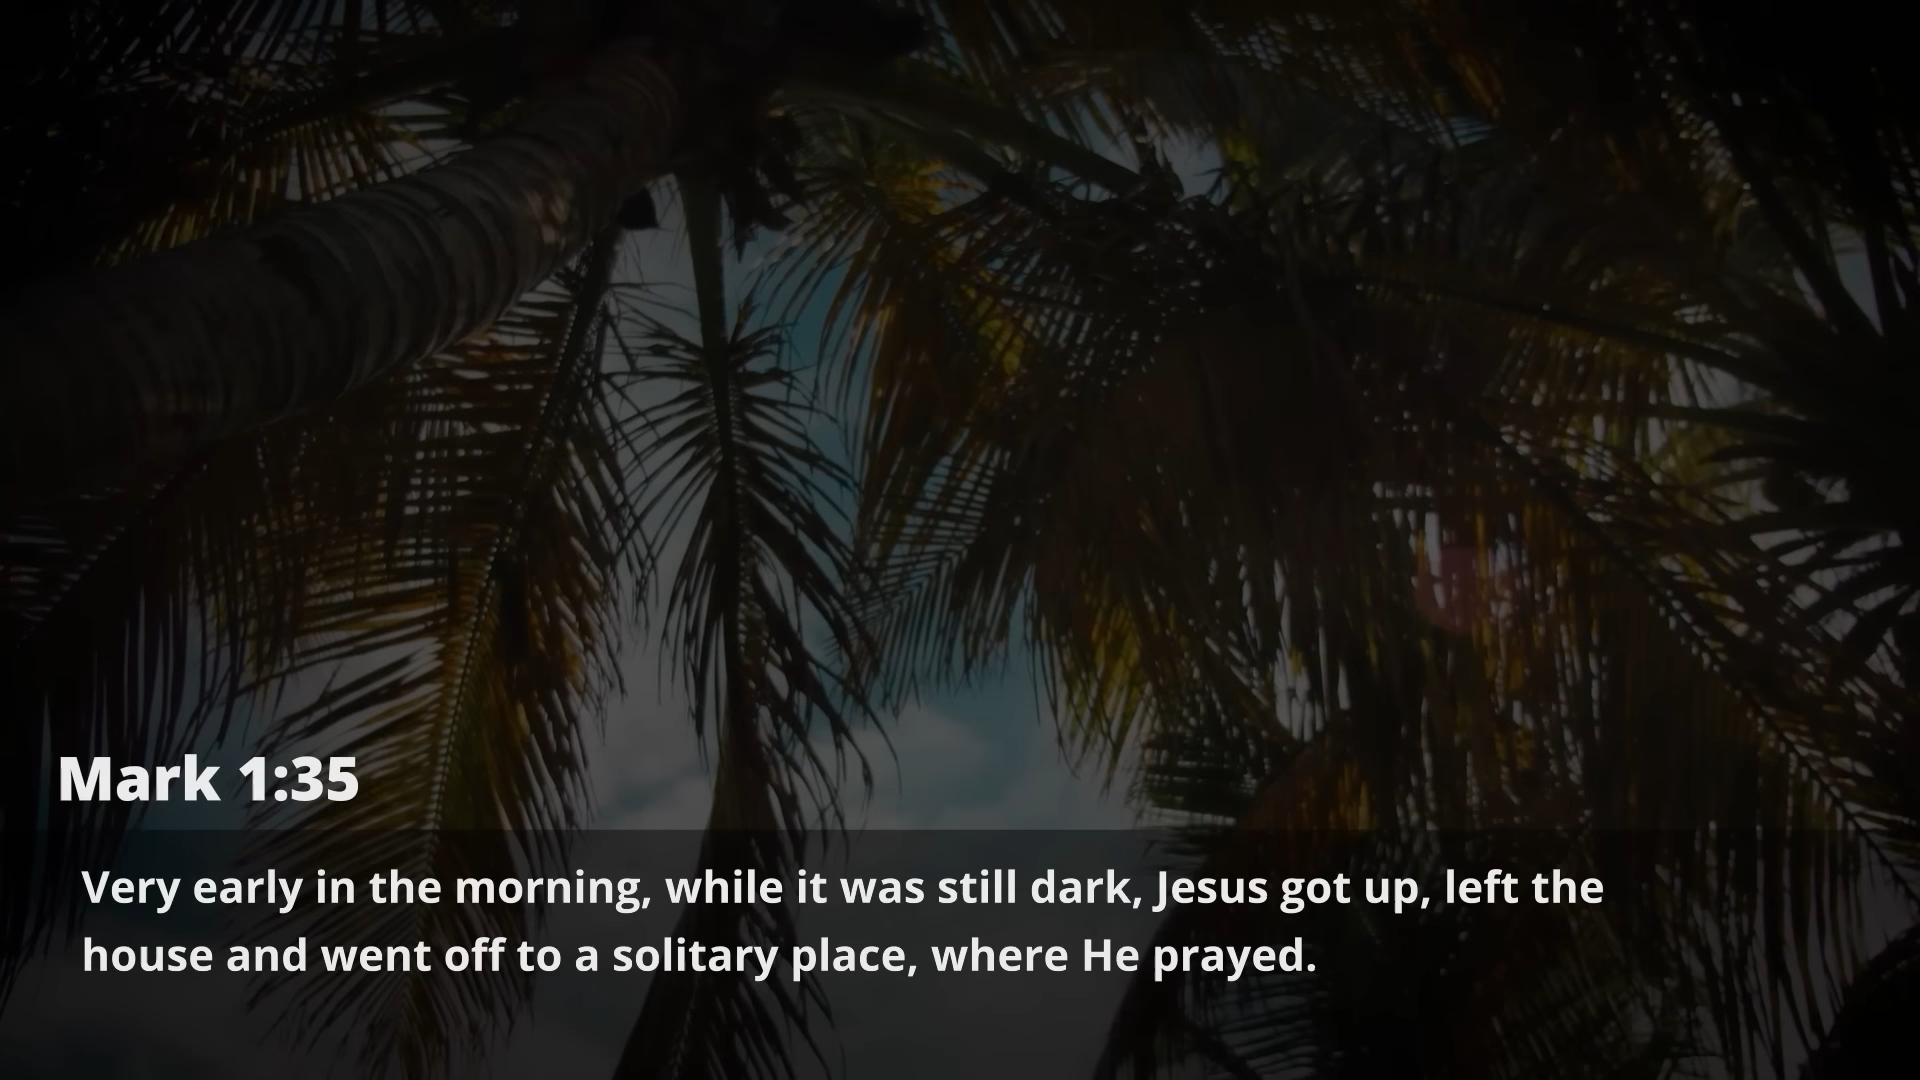 Mark 1:35
Very early in the morning, while it was still dark, Jesus got up, left the
house and went off to a solitary place, where He prayed.